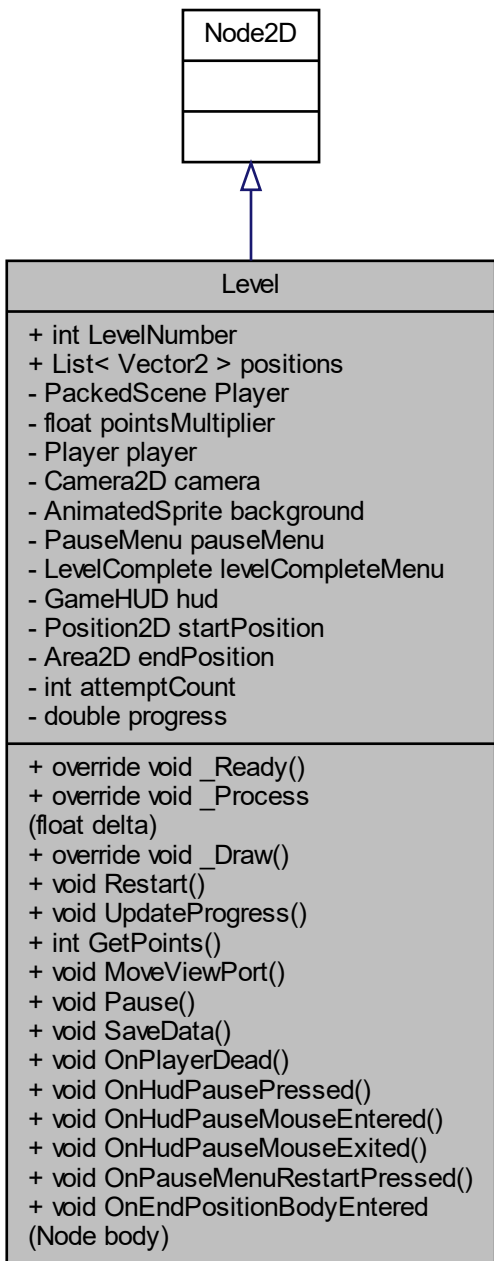 Node2D
Level
+ int LevelNumber
+ List< Vector2 > positions
- PackedScene Player
- float pointsMultiplier
- Player player
- Camera2D camera
- AnimatedSprite background
- PauseMenu pauseMenu
- LevelComplete levelCompleteMenu
- GameHUD hud
- Position2D startPosition
- Area2D endPosition
- int attemptCount
- double progress
+ override void _Ready()
+ override void _Process
(float delta)
+ override void _Draw()
+ void Restart()
+ void UpdateProgress()
+ int GetPoints()
+ void MoveViewPort()
+ void Pause()
+ void SaveData()
+ void OnPlayerDead()
+ void OnHudPausePressed()
+ void OnHudPauseMouseEntered()
+ void OnHudPauseMouseExited()
+ void OnPauseMenuRestartPressed()
+ void OnEndPositionBodyEntered
(Node body)